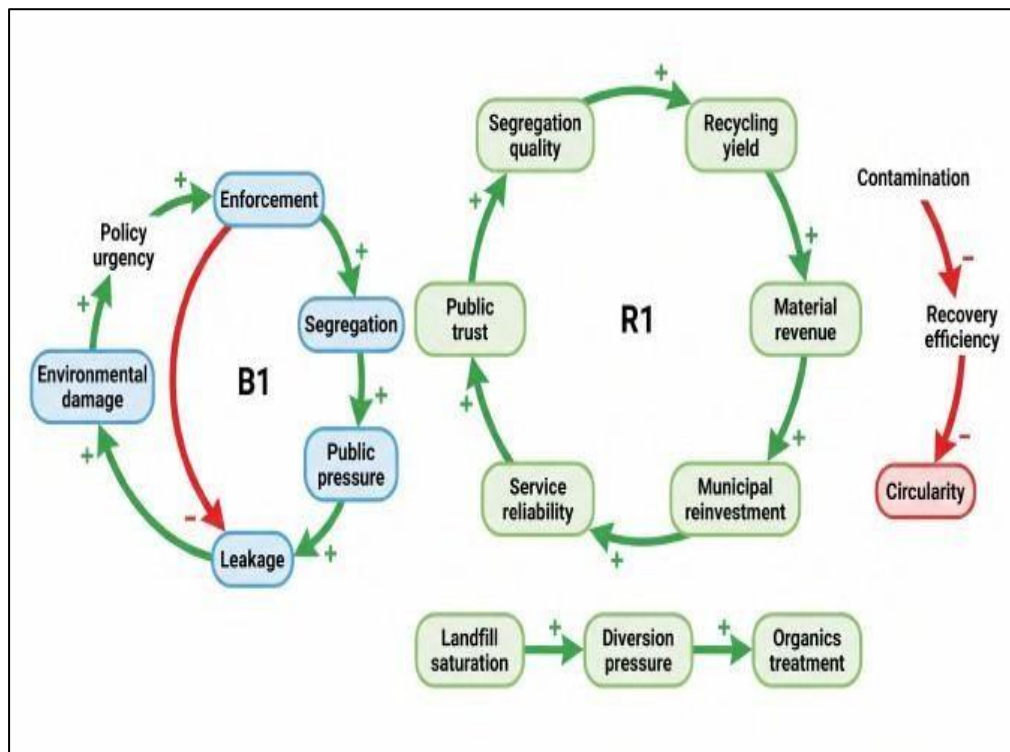 Enforcement
+
Policy
urgency
+
Segregation
+
Environmental
damage
B1
+
Public
pressure
+
-
Leakage
+
+
Segregation
quality
+
Recycling
yield
+
Public
trust
R1
+
Material
revenue
+
Service
reliability
+
Municipal
reinvestment
+
Contamination
-
Recovery
efficiency
-
Circularity
Landfill
saturation
+
Diversion
pressure
+
Organics
treatment